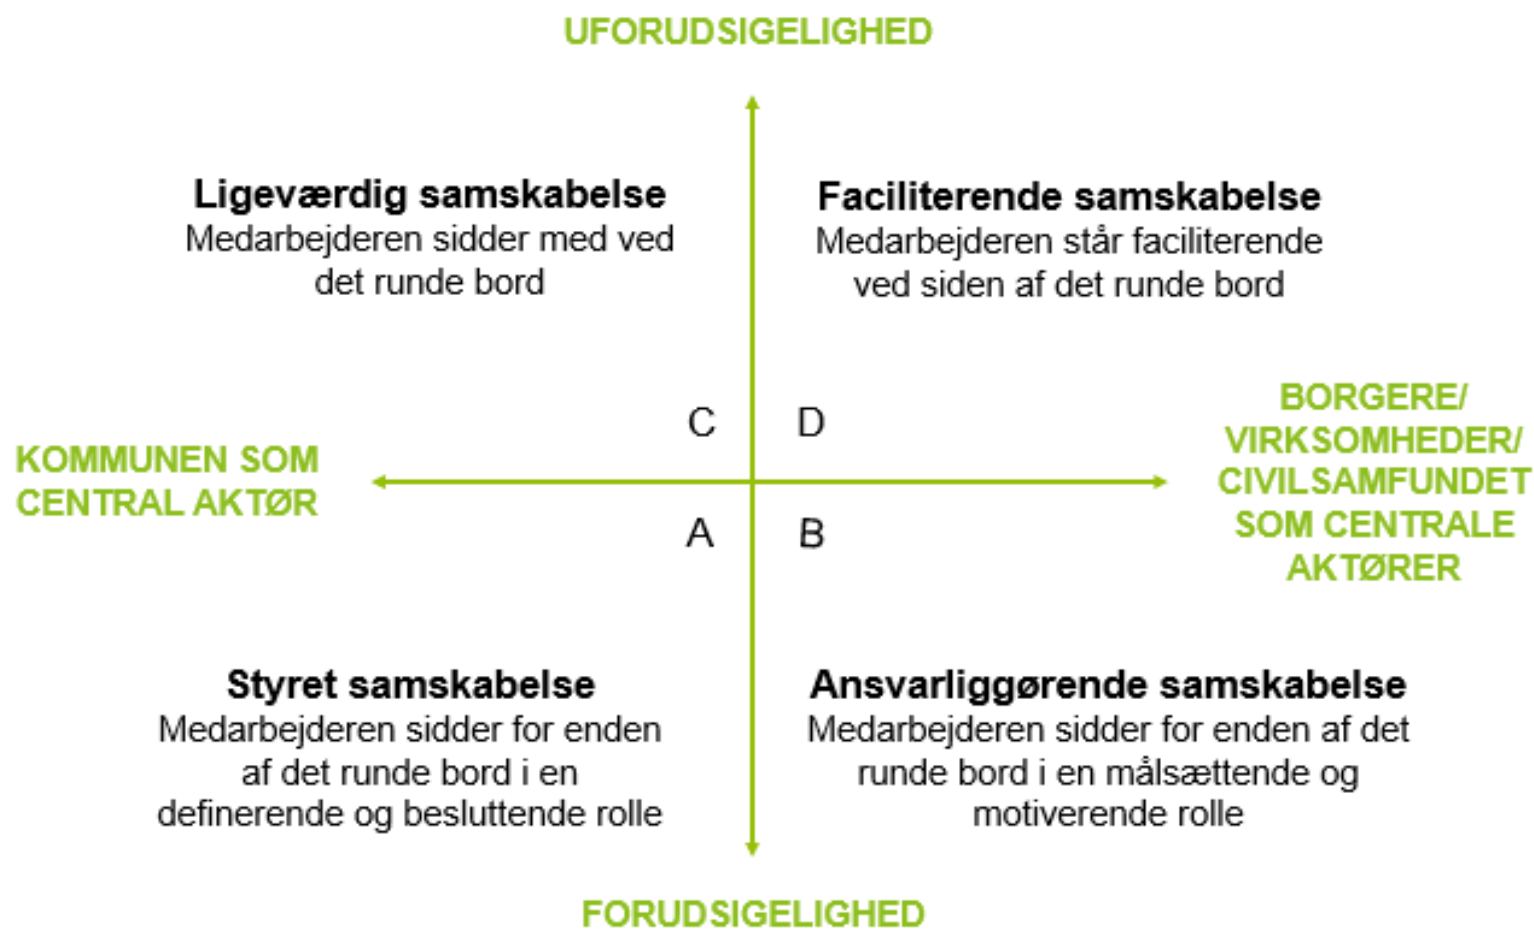 UFORUDSIGELIGHED
Ligeværdig samskabelse
Medarbejderen sidder med ved
det runde bord
Faciliterende samskabelse
Medarbejderen står faciliterende
ved siden af det runde bord
C
D
KOMMUNEN SOM
CENTRAL AKTØR
BORGERE/
VIRKSOMHEDER/
CIVILSAMFUNDET
SOM CENTRALE
AKTØRER
A
B
Styret samskabelse
Medarbejderen sidder for enden
af det runde bord i en
definerende og besluttende rolle
Ansvarliggørende samskabelse
Medarbejderen sidder for enden af det
runde bord i en målsættende og
motiverende rolle
FORUDSIGELIGHED